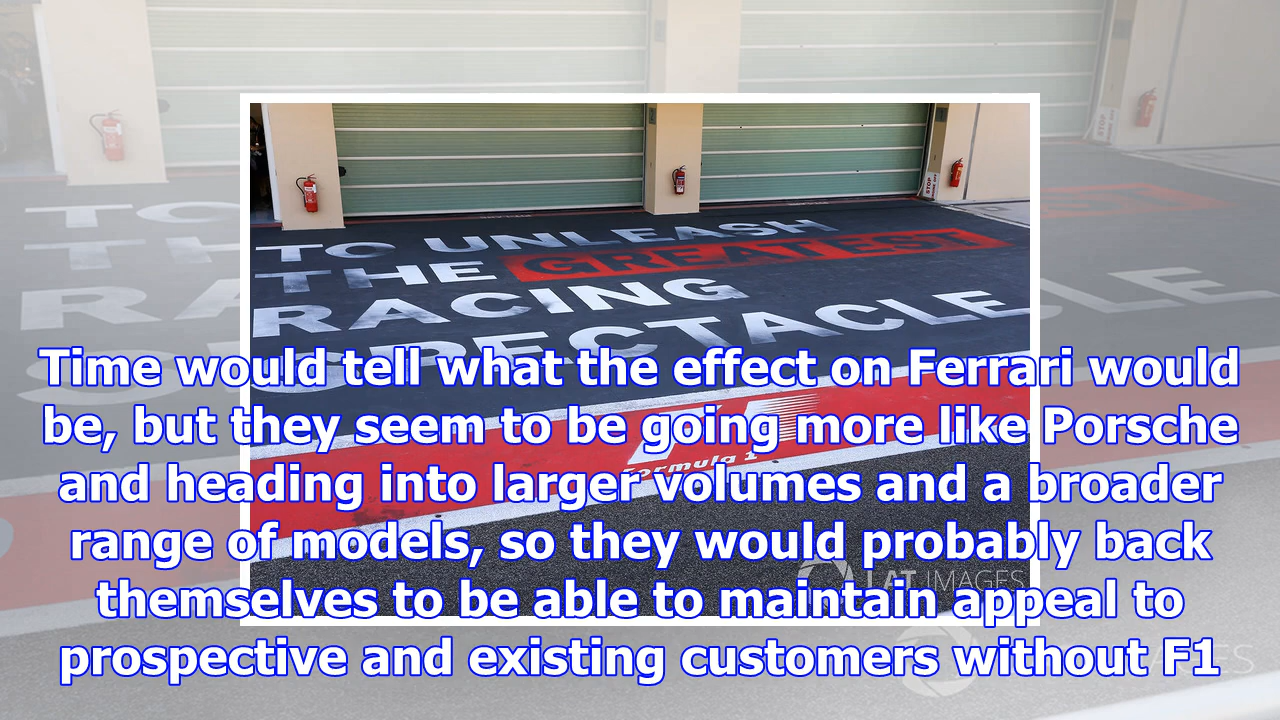 TO UNLEASH
THE GREATEST
RACING
SPECTACLE
Time would tell what the effect on Ferrari would
be, but they seem to be going more like Porsche
and heading into larger volumes and a broader
range of models, so they would probably back
themselves to be able to maintain appeal to
prospective and existing customers without F1
Formula 1
LAT IMAGES
STOP